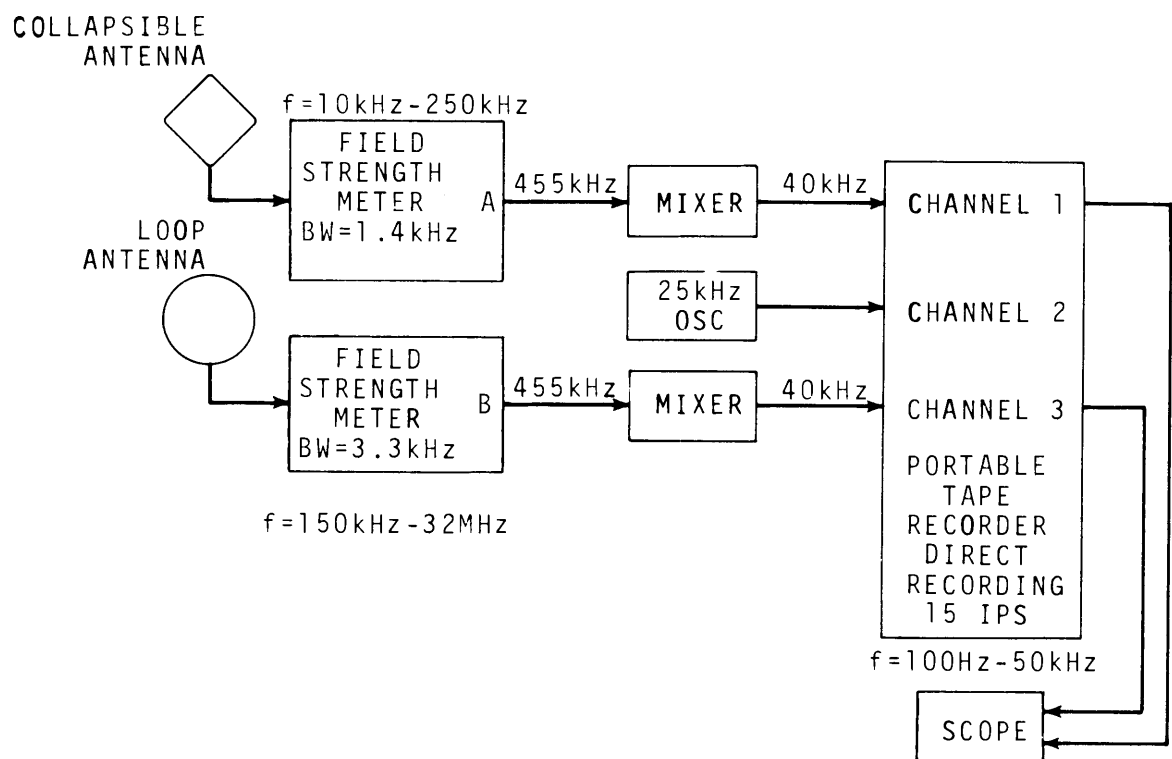 COLLAPSIBLE
ANTENNA
f=10kHz-250kHz
FIELD
STRENGTH
METER A
BW=1.4kHz
455kHz
MIXER
40kHz
CHANNEL 1
LOOP
ANTENNA
25kHz
OSC
CHANNEL 2
FIELD
STRENGTH
METER B
BW=3.3kHz
455kHz
MIXER
40kHz
CHANNEL 3
PORTABLE
TAPE
RECORDER
DIRECT
RECORDING
15 IPS
f=150kHz-32MHz
f=100Hz-50kHz
SCOPE